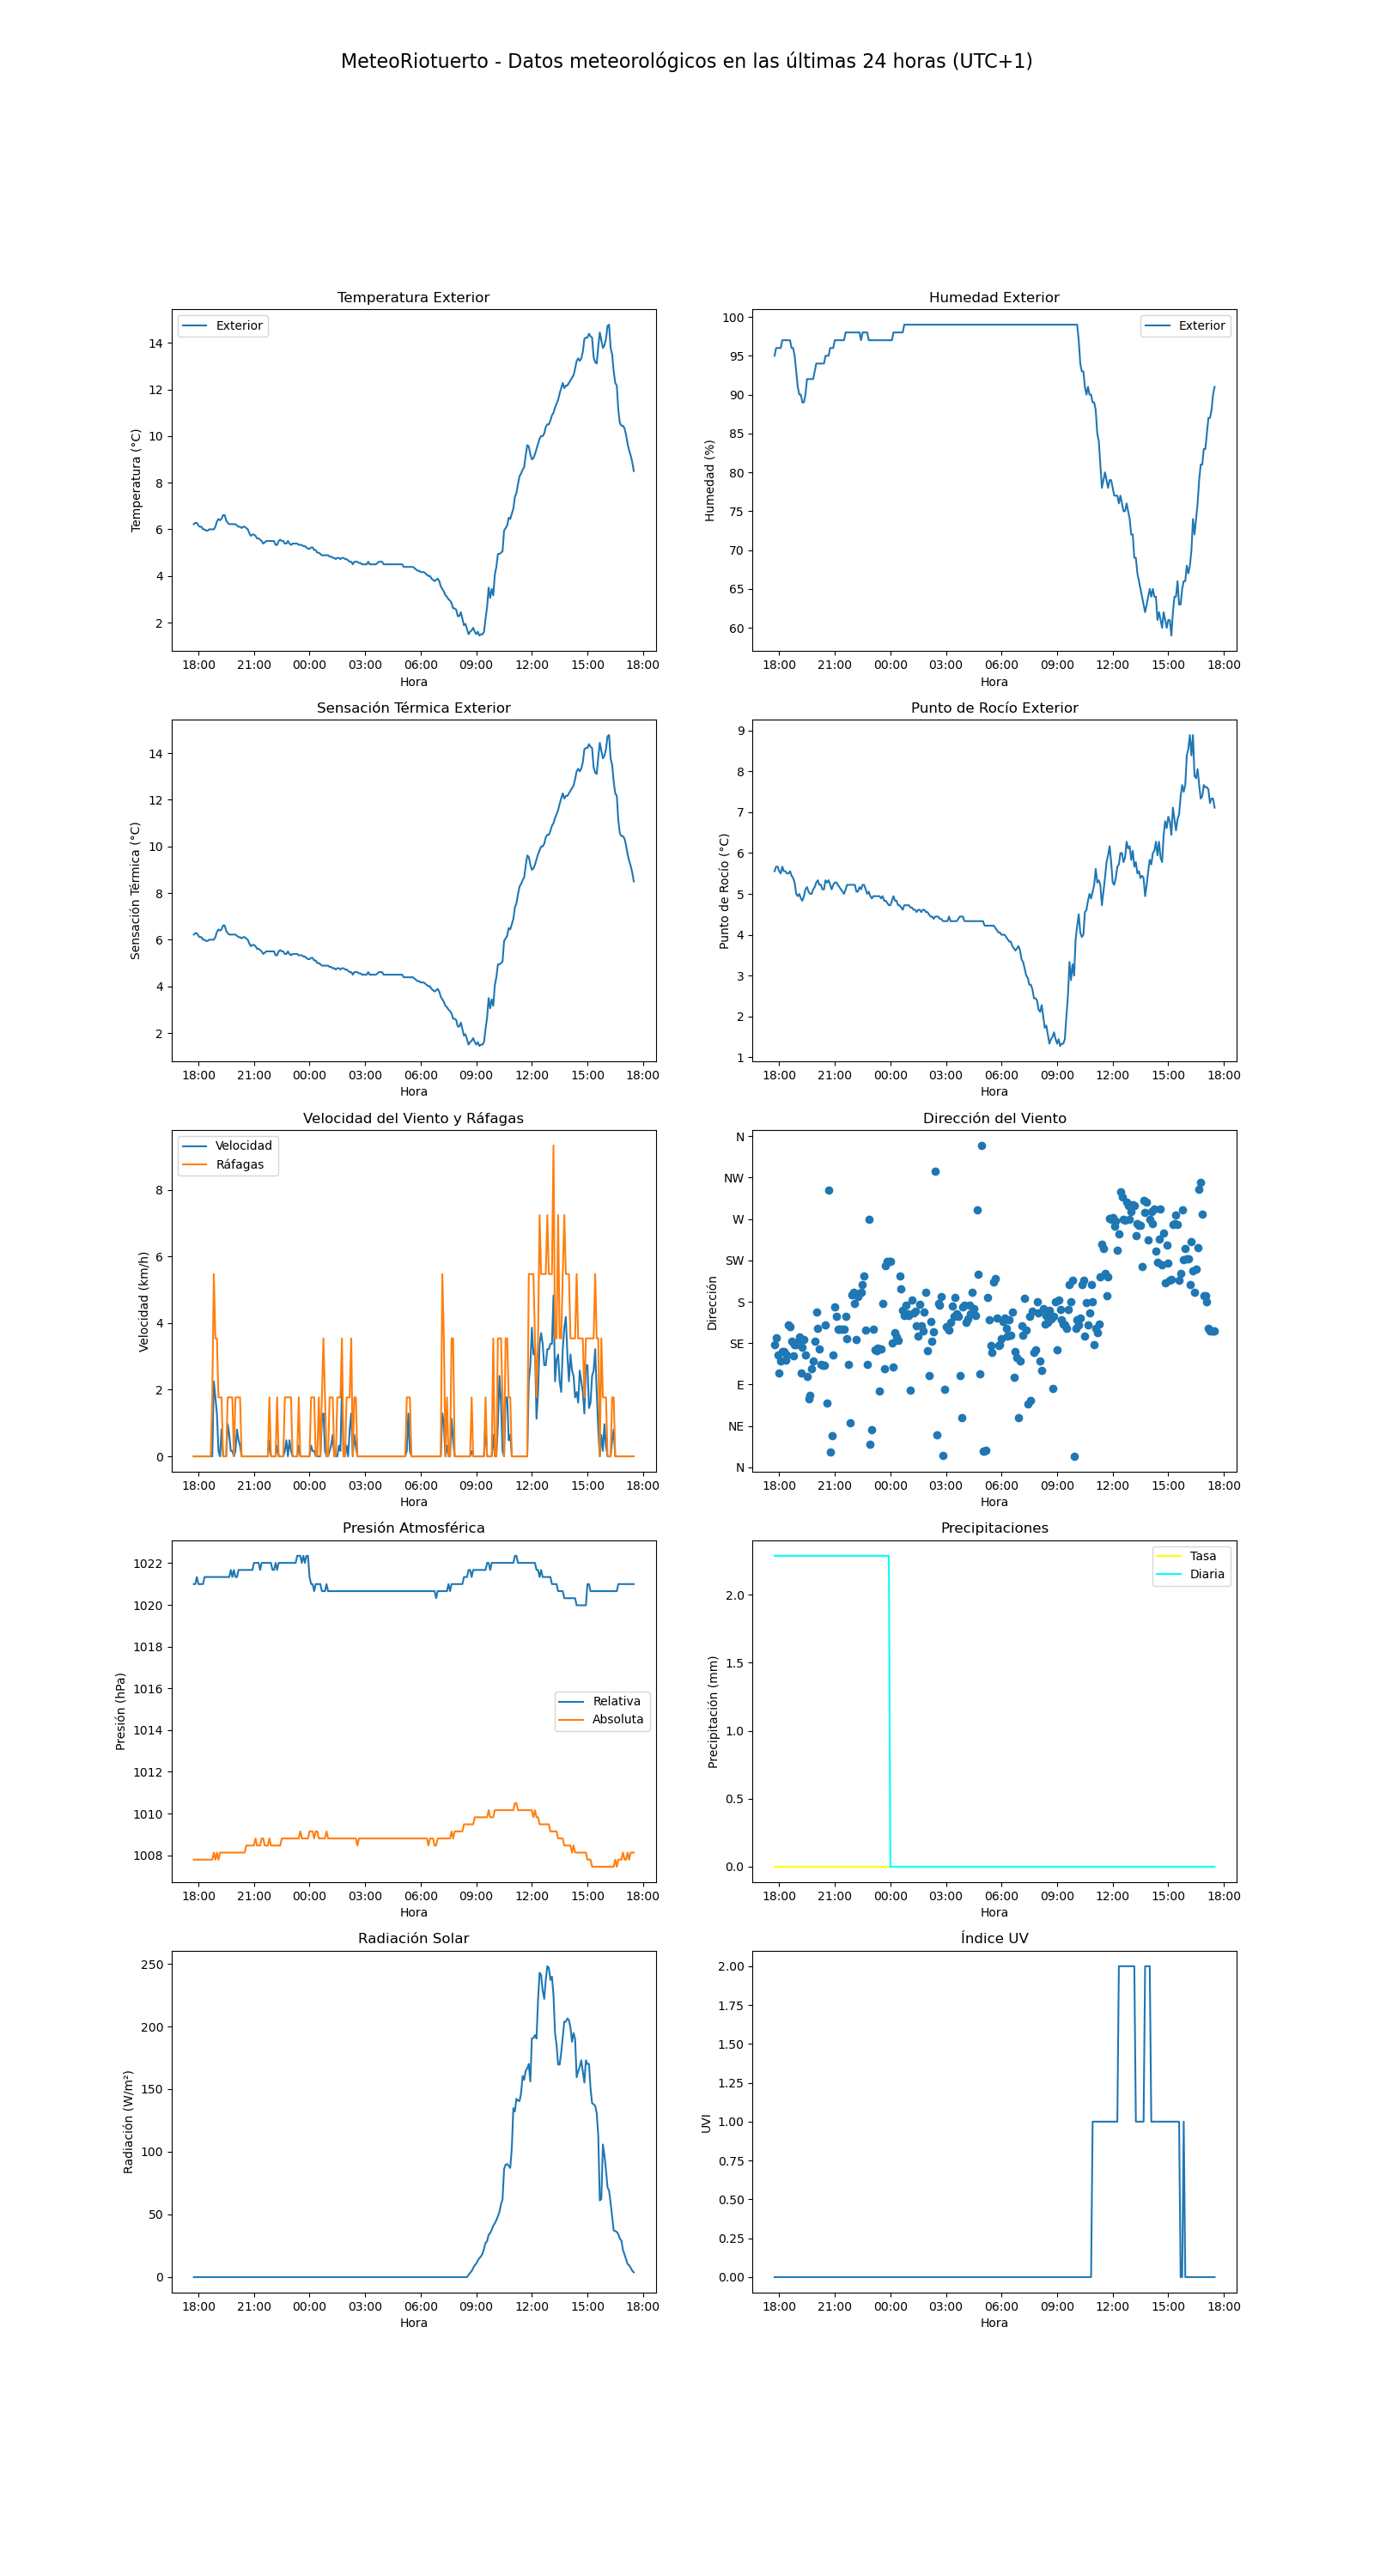 MeteoRiotuerto - Datos meteorológicos en las últimas 24 horas (UTC+1)
Temperatura Exterior
Exterior
Temperatura (°C)
14
12
10
8
6
4
2
18:00 21:00 00:00 03:00 06:00 09:00 12:00 15:00 18:00
Hora
Humedad Exterior
Exterior
Humedad (%)
100
95
90
85
80
75
70
65
60
18:00 21:00 00:00 03:00 06:00 09:00 12:00 15:00 18:00
Hora
Sensación Térmica Exterior
Sensación Térmica (°C)
14
12
10
8
6
4
2
18:00 21:00 00:00 03:00 06:00 09:00 12:00 15:00 18:00
Hora
Punto de Rocío Exterior
Punto de Rocío (°C)
9
8
7
6
5
4
3
2
1
18:00 21:00 00:00 03:00 06:00 09:00 12:00 15:00 18:00
Hora
Velocidad del Viento y Ráfagas
Velocidad
Ráfagas
Velocidad (km/h)
8
6
4
2
0
18:00 21:00 00:00 03:00 06:00 09:00 12:00 15:00 18:00
Hora
Dirección del Viento
Dirección
N
NW
W
SW
S
SE
E
NE
N
18:00 21:00 00:00 03:00 06:00 09:00 12:00 15:00 18:00
Hora
Presión Atmosférica
Presión (hPa)
1022
1020
1018
1016
1014
1012
1010
1008
Relativa
Absoluta
18:00 21:00 00:00 03:00 06:00 09:00 12:00 15:00 18:00
Hora
Precipitaciones
Tasa
Diaria
Precipitación (mm)
2.0
1.5
1.0
0.5
0.0
18:00 21:00 00:00 03:00 06:00 09:00 12:00 15:00 18:00
Hora
Radiación Solar
Radiación (W/m²)
250
200
150
100
50
0
18:00 21:00 00:00 03:00 06:00 09:00 12:00 15:00 18:00
Hora
Índice UV
UVI
2.00
1.75
1.50
1.25
1.00
0.75
0.50
0.25
0.00
18:00 21:00 00:00 03:00 06:00 09:00 12:00 15:00 18:00
Hora